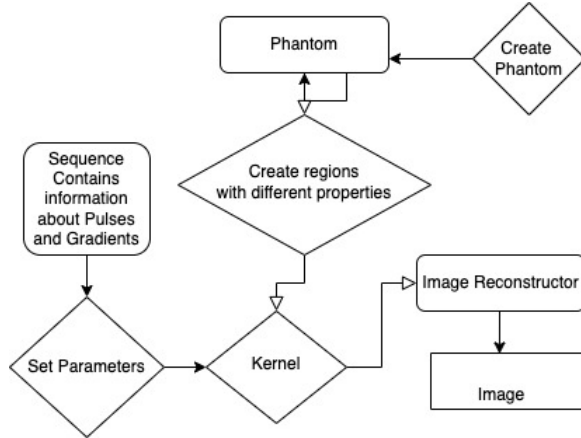 Phantom
Create
Phantom
Sequence
Contains
information
about Pulses
and Gradients
Create regions
with different properties
Image Reconstructor
Set Parameters
Kernel
Image